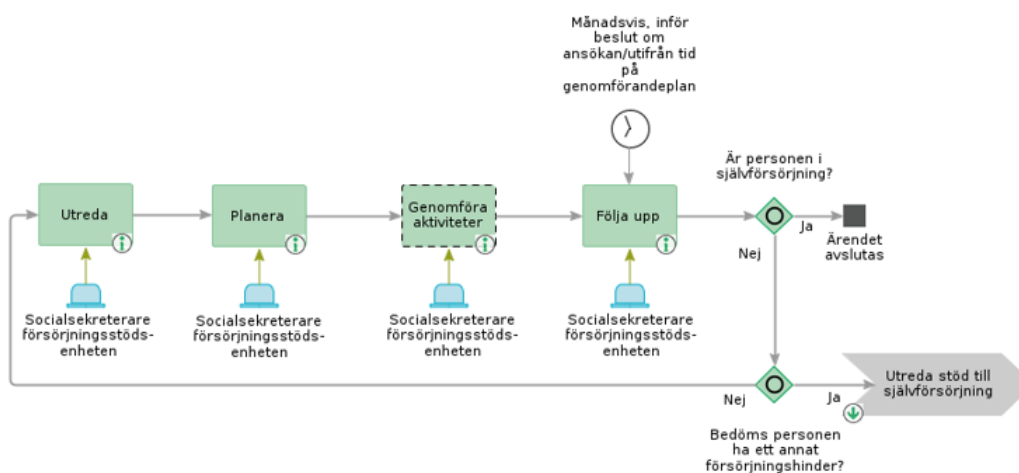 Månadsvis, inför
beslut om
ansökan/utifrån tid
på
genomförandeplan
Är personen i
självförsörjning?
Utreda
Planera
Genomföra
aktiviteter
Följa upp
Ja
Ärendet
avslutas
Nej
Socialsekreterare
försörjningsstöds-
enheten
Socialsekreterare
försörjningsstöds-
enheten
Socialsekreterare
försörjningsstöds-
enheten
Socialsekreterare
försörjningsstöds-
enheten
Utreda stöd till
självförsörjning
Nej
Ja
Bedöms personen
ha ett annat
försörjningshinder?